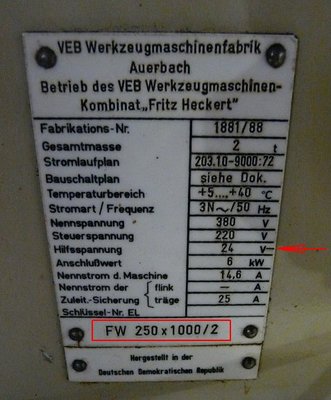 VEB Werkzeugmaschinenfabrik
Auerbach
Betrieb des VEB Werkzeugmaschinen-
Kombinat „Fritz Heckert"
Fabrikations-Nr. 1881/88
Gesamtmasse 2 t
Stromlaufplan 203.10-9000:72
Bauschaltplan siehe Dok.
Temperaturbereich +5....+40 °C
Stromart / Frequenz 3N~/50 Hz
Nennspannung 380 V
Steuerspannung 220 V
Hilfsspannung 24 V–
Anschlußwert 6 kW
Nennstrom d. Maschine 14,6 A
Nennstrom der flink — A
Zuleit.-Sicherung träge 25 A
Schlüssel-Nr. EL
FW 250x1000/2
Hergestellt in der
Deutschen Demokratischen Republik